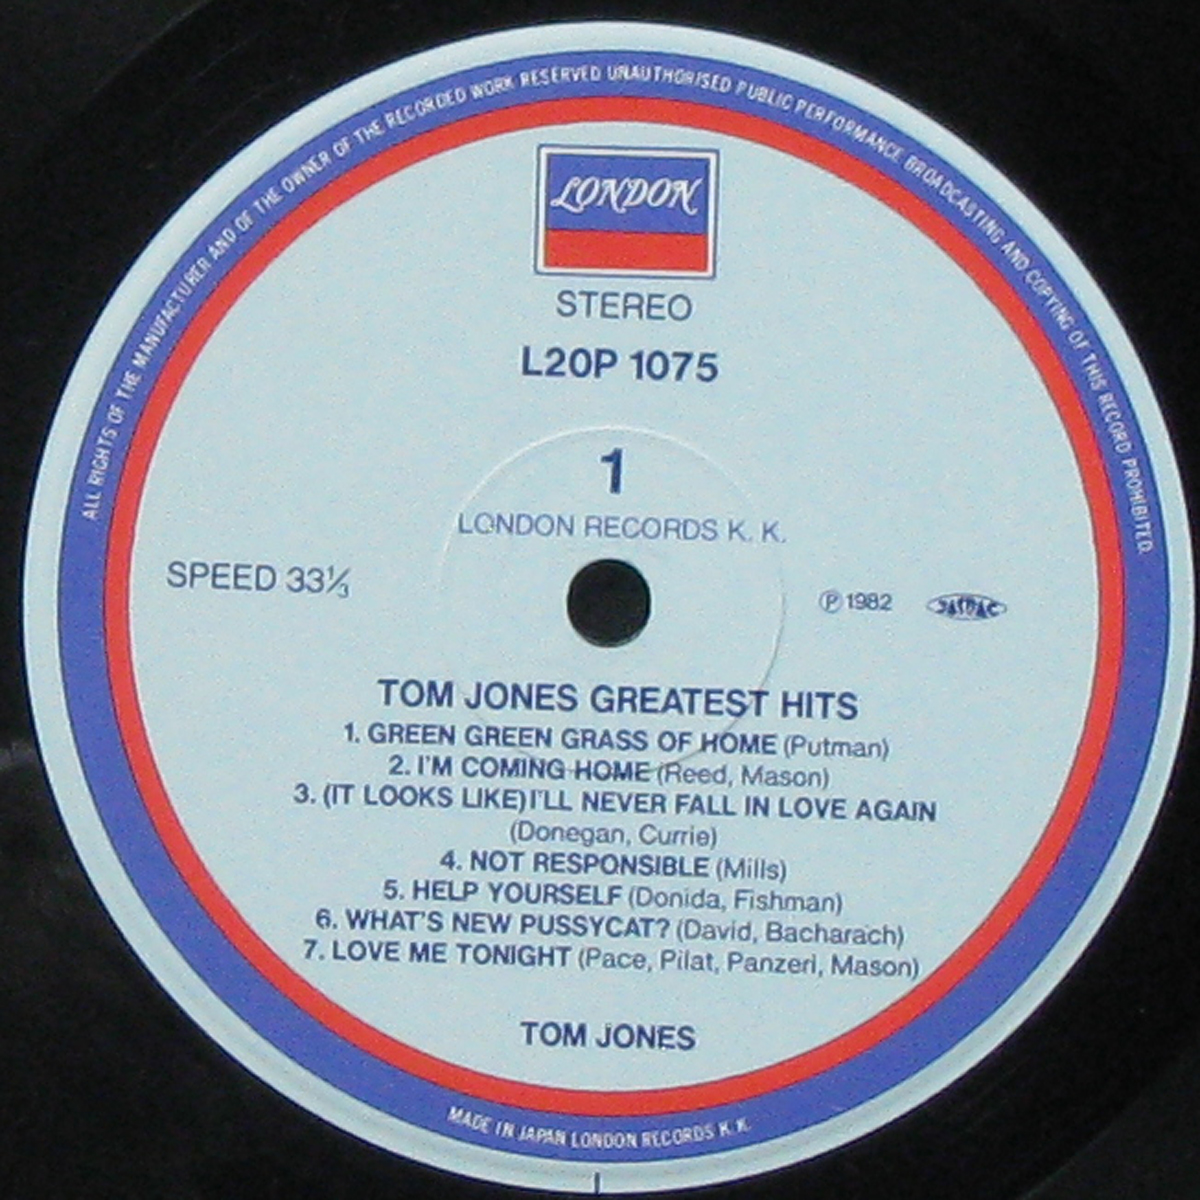 ALL RIGHTS OF THE MANUFACTURER AND OF THE OWNER OF THE RECORDED WORK RESERVED UNAUTHORISED PUBLIC PERFORMANCE BROADCASTING AND COPYING OF THIS RECORD PROHIBITED.
LONDON
STEREO
L20P 1075
1
LONDON RECORDS K. K.
SPEED 33⅓
℗ 1982 JASRAC
TOM JONES GREATEST HITS
1. GREEN GREEN GRASS OF HOME (Putman)
2. I'M COMING HOME (Reed, Mason)
3. (IT LOOKS LIKE) I'LL NEVER FALL IN LOVE AGAIN
(Donegan, Currie)
4. NOT RESPONSIBLE (Mills)
5. HELP YOURSELF (Donida, Fishman)
6. WHAT'S NEW PUSSYCAT? (David, Bacharach)
7. LOVE ME TONIGHT (Pace, Pilat, Panzeri, Mason)
TOM JONES
MADE IN JAPAN LONDON RECORDS K. K.